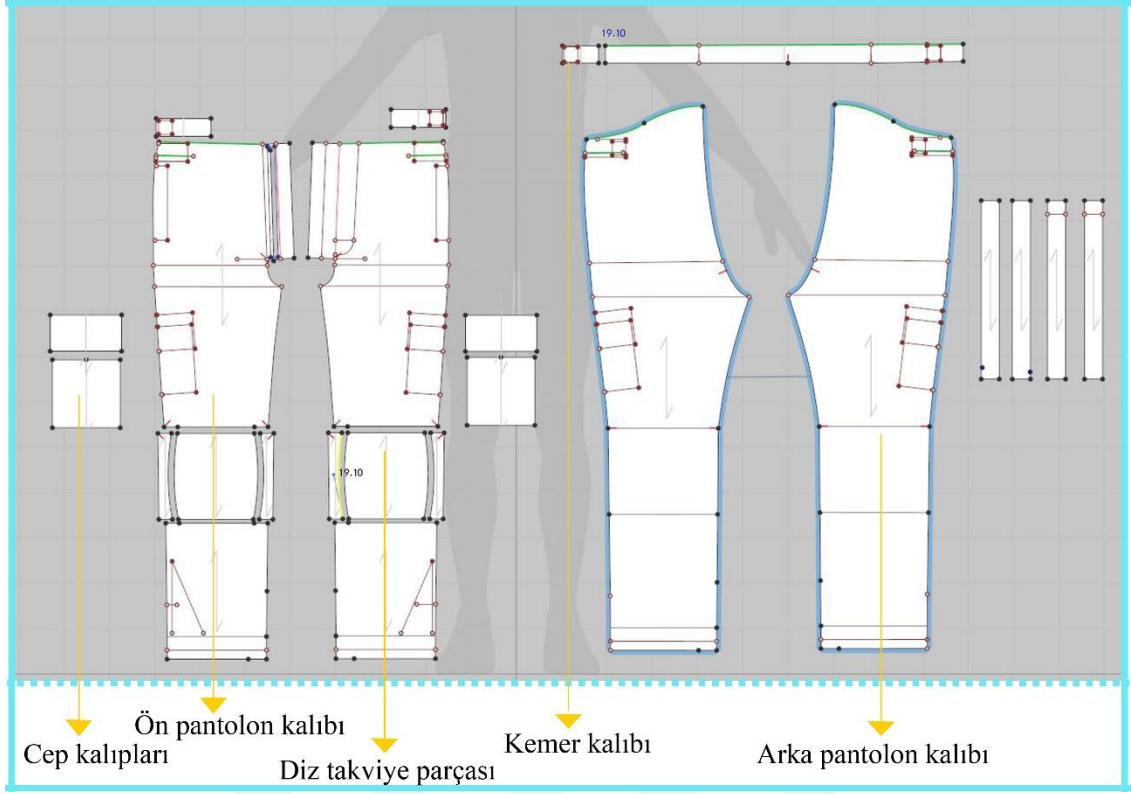 19.10
19.10
Ön pantolon kalıbı
Kemer kalıbı
Cep kalıpları
Arka pantolon kalıbı
Diz takviye parçası